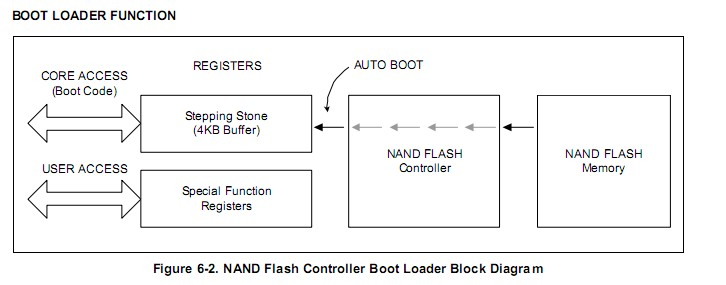 BOOT LOADER FUNCTION
REGISTERS
AUTO BOOT
CORE ACCESS
(Boot Code)
Stepping Stone
(4KB Buffer)
NAND FLASH
Controller
NAND FLASH
Memory
USER ACCESS
Special Function
Registers
Figure 6-2. NAND Flash Controller Boot Loader Block Diagram